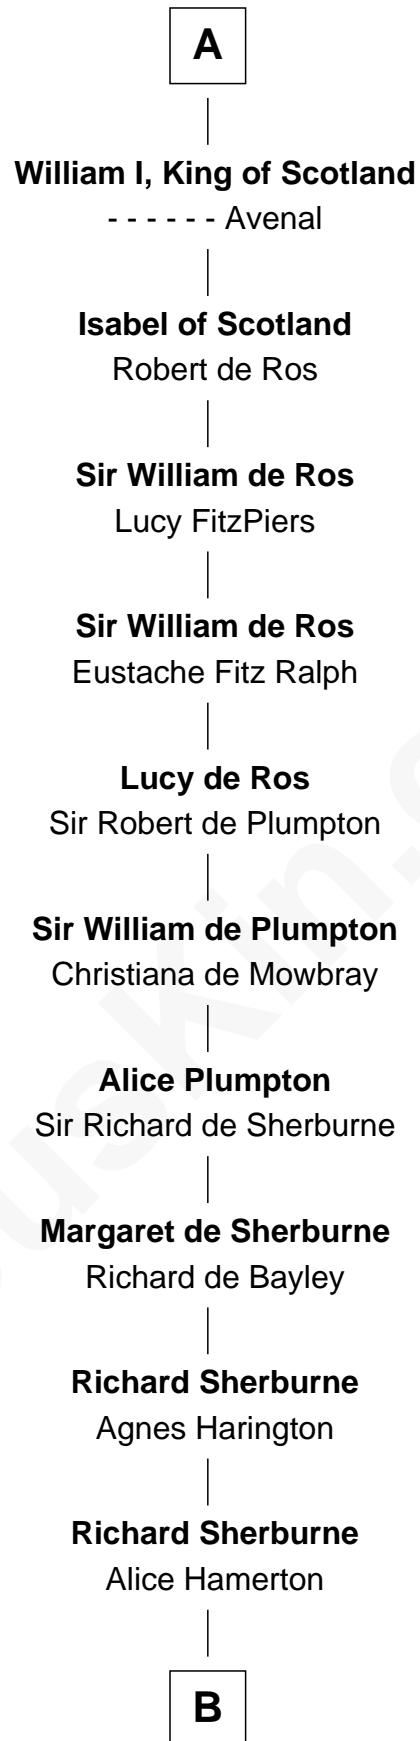 A
William I, King of Scotland
- - - - - - Avenal
Isabel of Scotland
Robert de Ros
Sir William de Ros
Lucy FitzPiers
Sir William de Ros
Eustache Fitz Ralph
Lucy de Ros
Sir Robert de Plumpton
Sir William de Plumpton
Christiana de Mowbray
Alice Plumpton
Sir Richard de Sherburne
Margaret de Sherburne
Richard de Bayley
Richard Sherburne
Agnes Harington
Richard Sherburne
Alice Hamerton
B